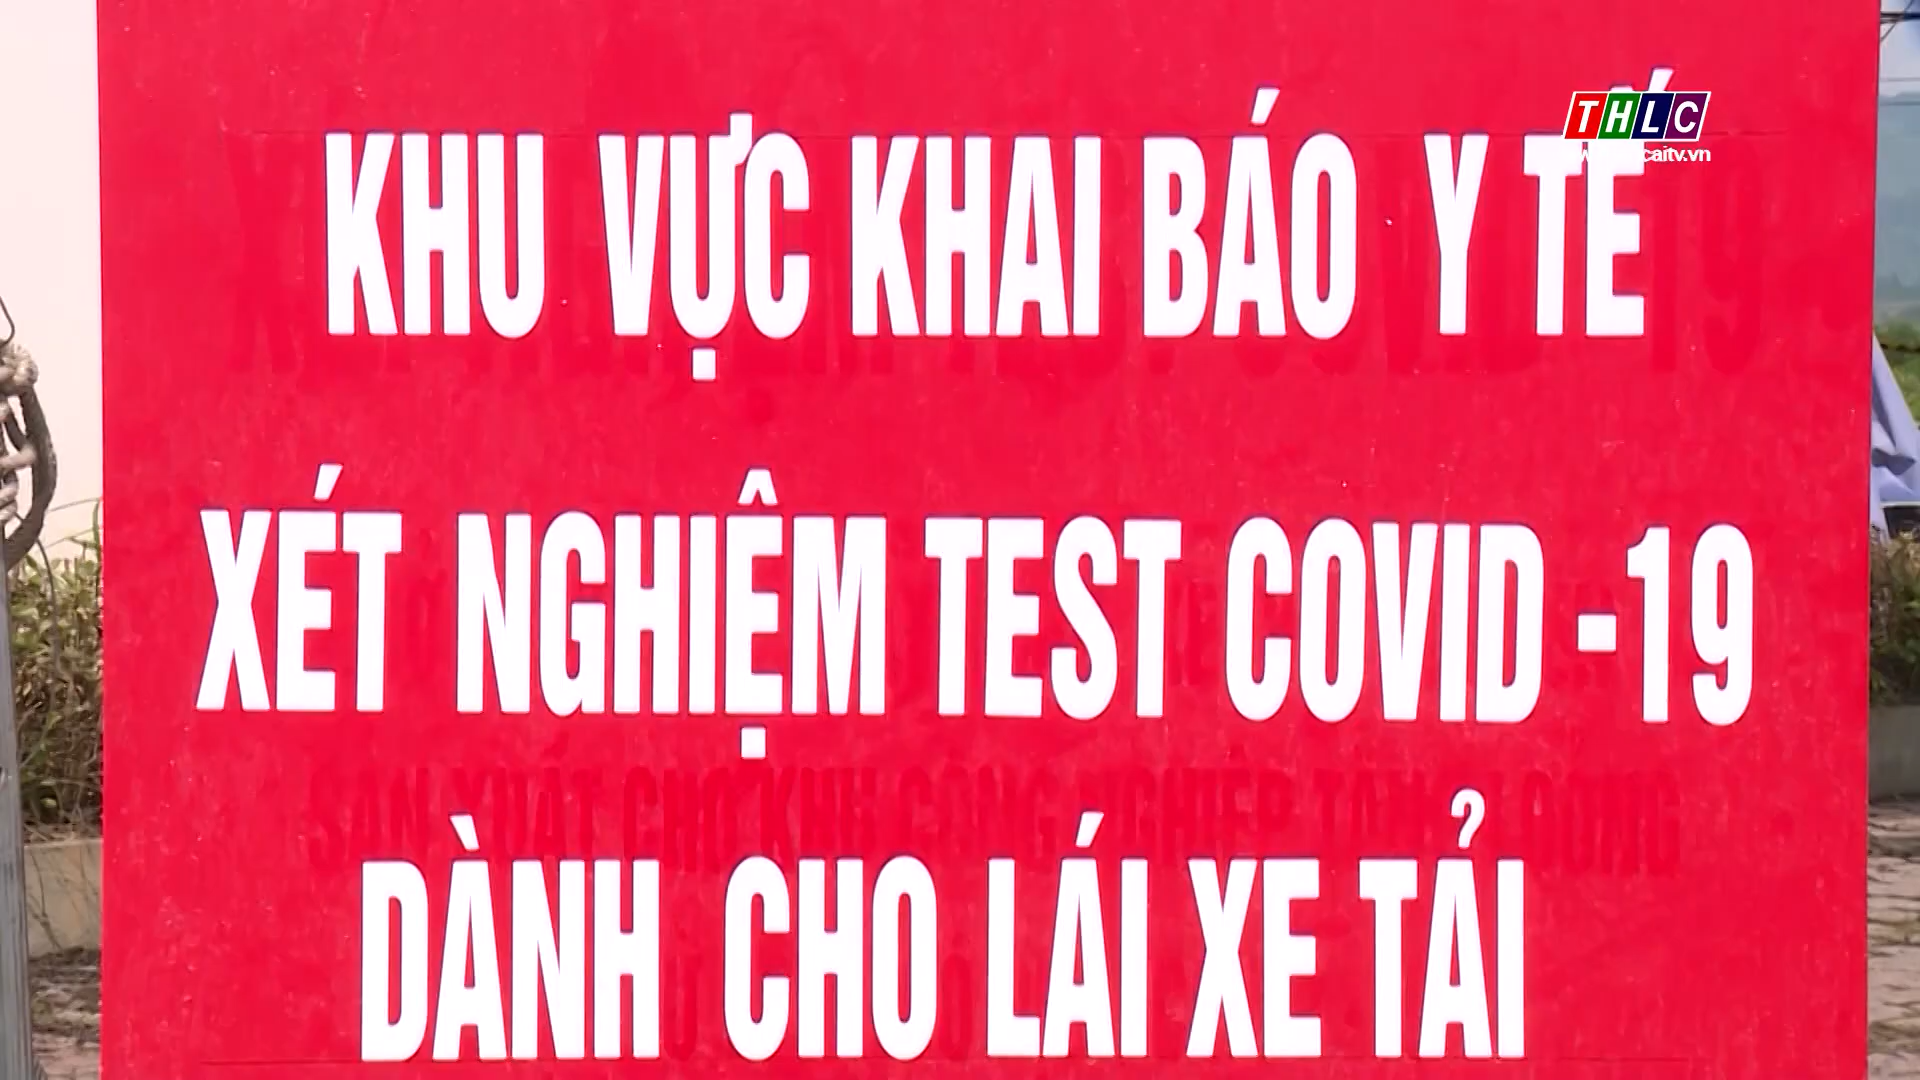 THLC
KHU VỰC KHAI BÁO Y TẾ
XÉT NGHIỆM TEST COVID -19
DÀNH CHO LÁI XE TẢI